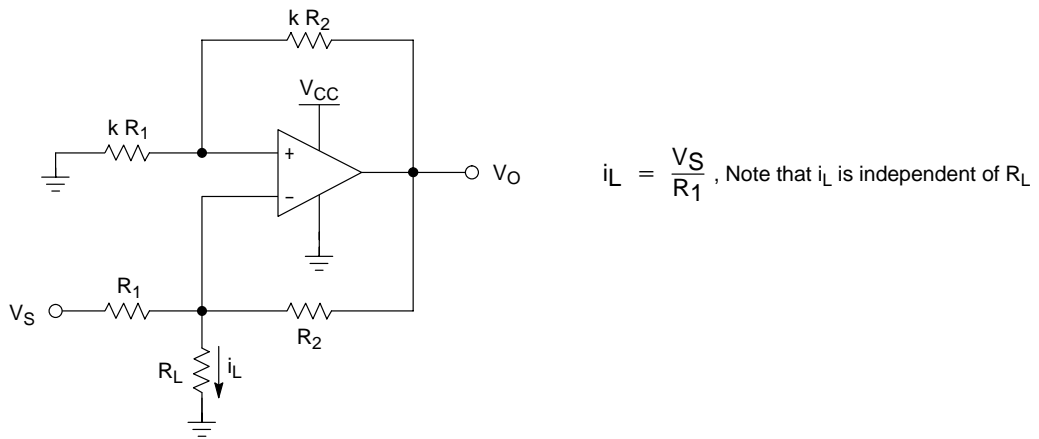 k R2
VCC
k R1
+
VO
iL = VS / R1 , Note that iL is independent of RL
–
R1
VS
R2
RL
iL